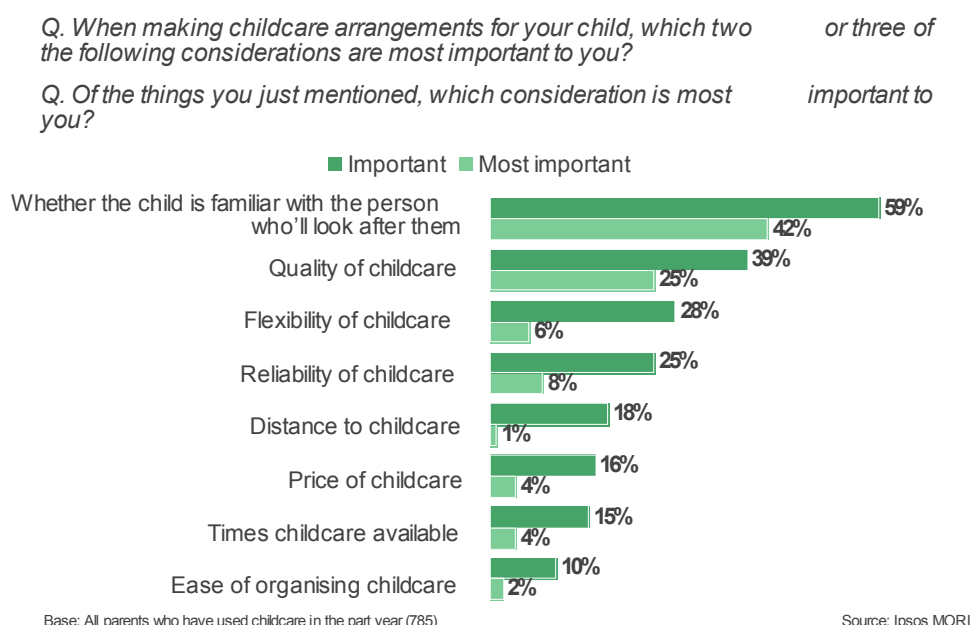 Q. When making childcare arrangements for your child, which two or three of
the following considerations are most important to you?
Q. Of the things you just mentioned, which consideration is most important to
you?
Important Most important
Whether the child is familiar with the person
who'll look after them
59%
42%
Quality of childcare
39%
25%
Flexibility of childcare
28%
6%
Reliability of childcare
25%
8%
Distance to childcare
18%
1%
Price of childcare
16%
4%
Times childcare available
15%
4%
Ease of organising childcare
10%
2%
Base: All parents who have used childcare in the part year (785)
Source: Ipsos MORI